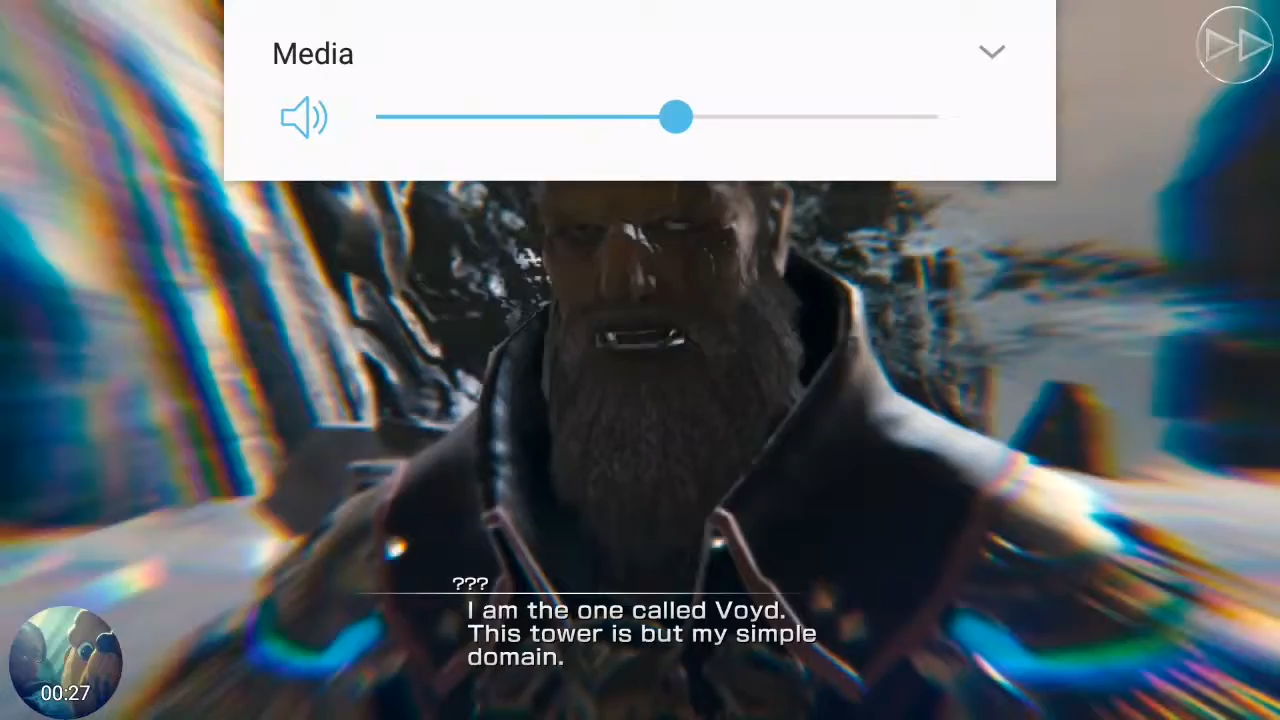 Media
???
I am the one called Voyd.
This tower is but my simple
domain.
00:27